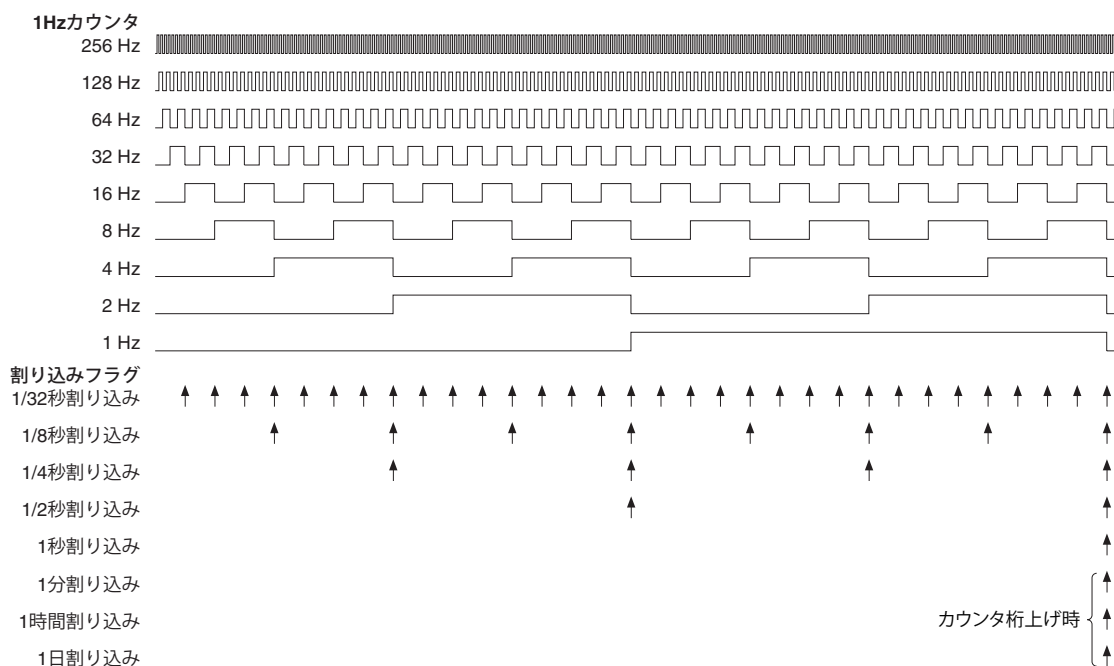 1Hzカウンタ
256 Hz
128 Hz
64 Hz
32 Hz
16 Hz
8 Hz
4 Hz
2 Hz
1 Hz
割り込みフラグ
1/32秒割り込み
1/8秒割り込み
1/4秒割り込み
1/2秒割り込み
1秒割り込み
1分割り込み
1時間割り込み
カウンタ桁上げ時
1日割り込み